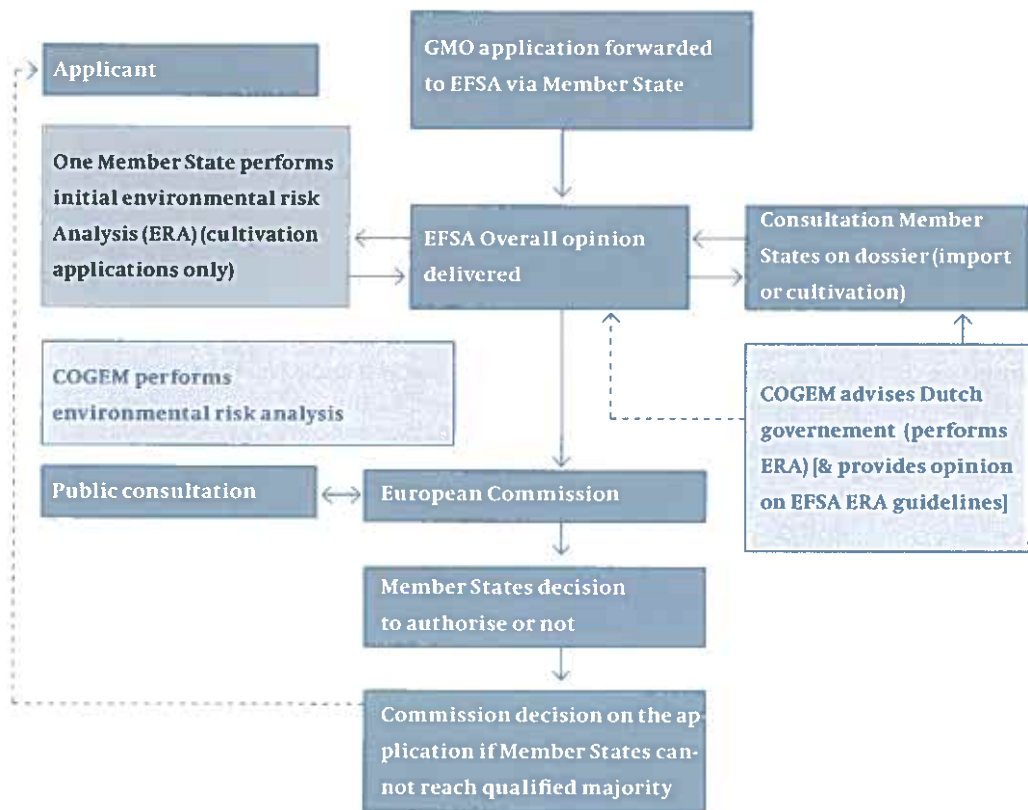 Applicant
GMO application forwarded
to EFSA via Member State
One Member State performs
initial environmental risk
Analysis (ERA) (cultivation
applications only)
EFSA Overall opinion
delivered
Consultation Member
States on dossier (import
or cultivation)
COGEM performs
environmental risk analysis
COGEM advises Dutch
governement (performs
ERA) [& provides opinion
on EFSA ERA guidelines]
Public consultation
European Commission
Member States decision
to authorise or not
Commission decision on the ap-
plication if Member States can-
not reach qualified majority